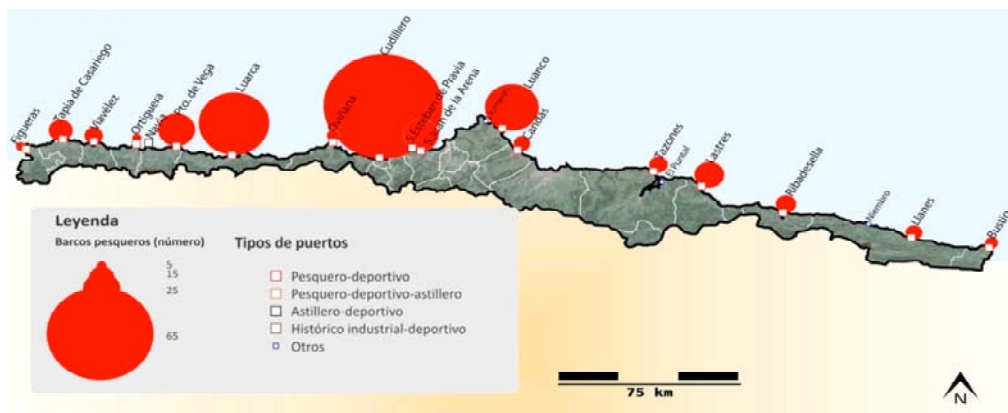 Figueras
Tapia de Casariego
Viavélez
Ortiguera
Navia
Pto. de Vega
Luarca
Oviñana
Cudillero
S.Esteban de Pravia
S.Juan de la Arena
Luanco
Candas
Tazones
El Puntal
Lastres
Ribadesella
Niembro
Llanes
Bustio
Leyenda
Barcos pesqueros (número)
5
15
25
65
Tipos de puertos
Pesquero-deportivo
Pesquero-deportivo-astillero
Astillero-deportivo
Histórico industrial-deportivo
Otros
75 km
N